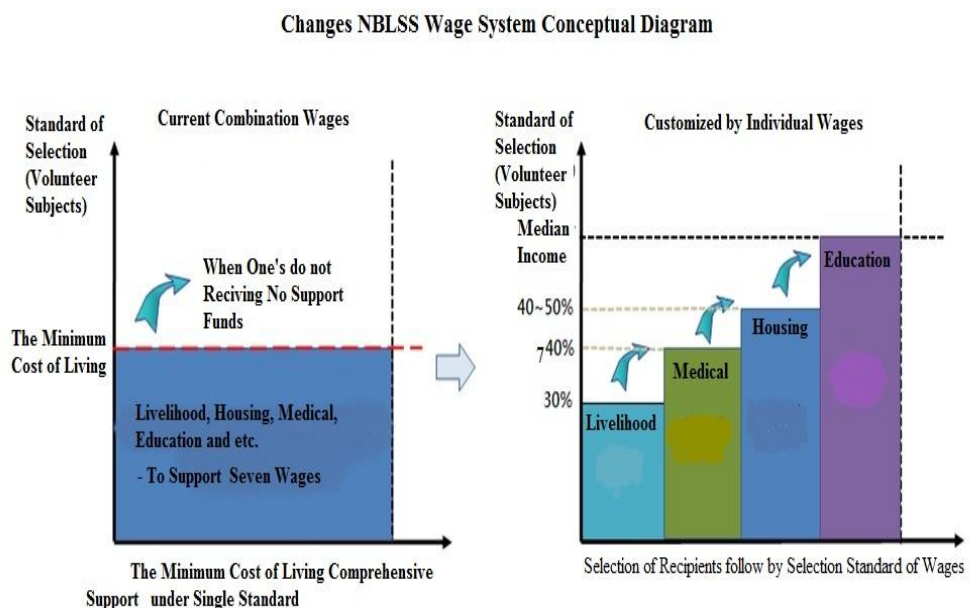 Changes NBLSS Wage System Conceptual Diagram
Standard of
Selection
(Volunteer
Subjects)
Current Combination Wages
When One's do not
Reciving No Support
Funds
The Minimum
Cost of Living
Livelihood, Housing, Medical,
Education and etc.
- To Support Seven Wages
The Minimum Cost of Living Comprehensive
Support under Single Standard
Standard of
Selection
(Volunteer
Subjects)
Customized by Individual Wages
Median
Income
40~50%
40%
30%
Livelihood
Medical
Housing
Education
Selection of Recipients follow by Selection Standard of Wages